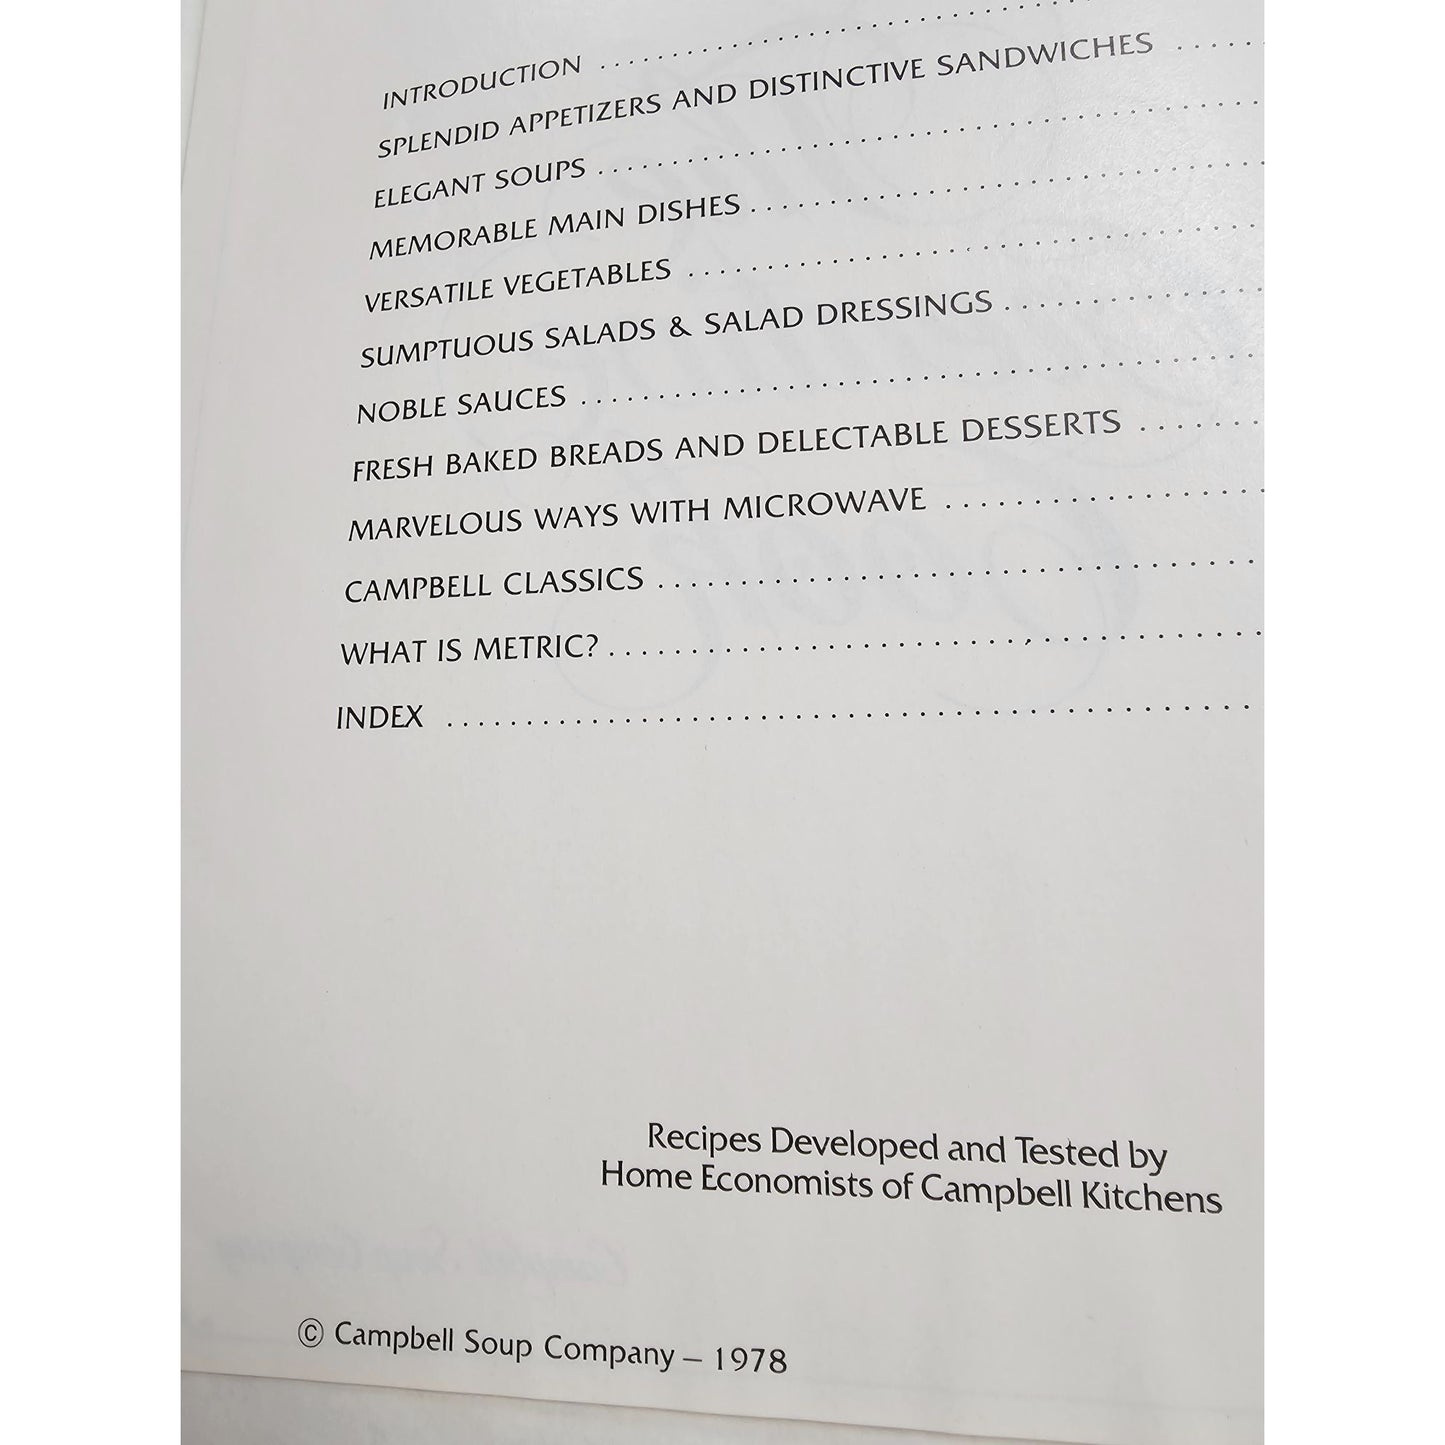 INTRODUCTION ....................................
SPLENDID APPETIZERS AND DISTINCTIVE SANDWICHES ......
ELEGANT SOUPS ..........................................
MEMORABLE MAIN DISHES ................................
VERSATILE VEGETABLES ....................................
SUMPTUOUS SALADS & SALAD DRESSINGS .................
NOBLE SAUCES ............................................
FRESH BAKED BREADS AND DELECTABLE DESSERTS .......
MARVELOUS WAYS WITH MICROWAVE ...................
CAMPBELL CLASSICS .....................................
WHAT IS METRIC? ........................................
INDEX .................................................
Recipes Developed and Tested by
Home Economists of Campbell Kitchens
© Campbell Soup Company – 1978